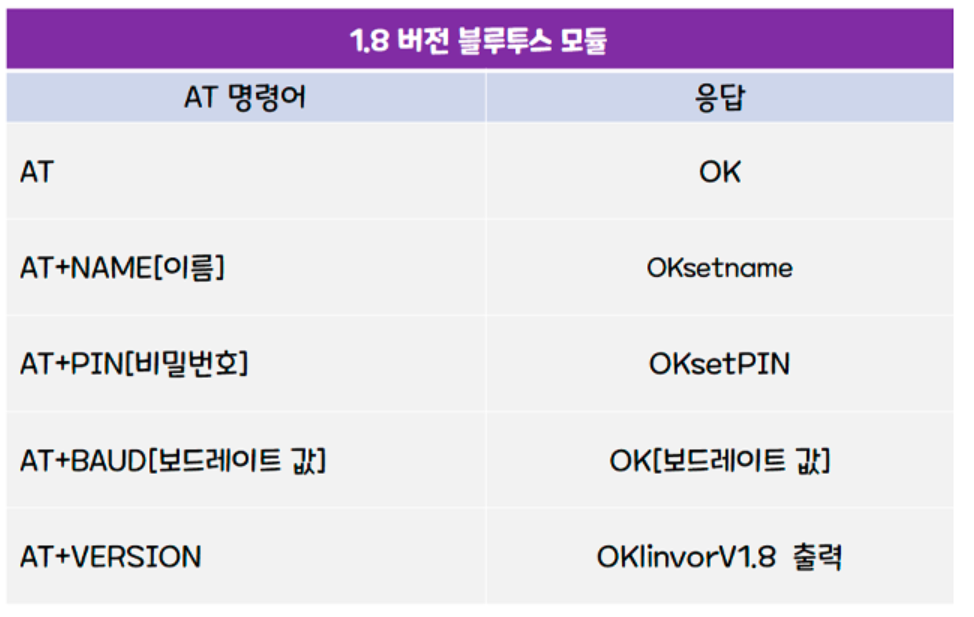 1.8 버전 블루투스 모듈
AT 명령어 응답
AT OK
AT+NAME[이름] OKsetname
AT+PIN[비밀번호] OKsetPIN
AT+BAUD[보드레이트 값] OK[보드레이트 값]
AT+VERSION OKlinvorV1.8 출력